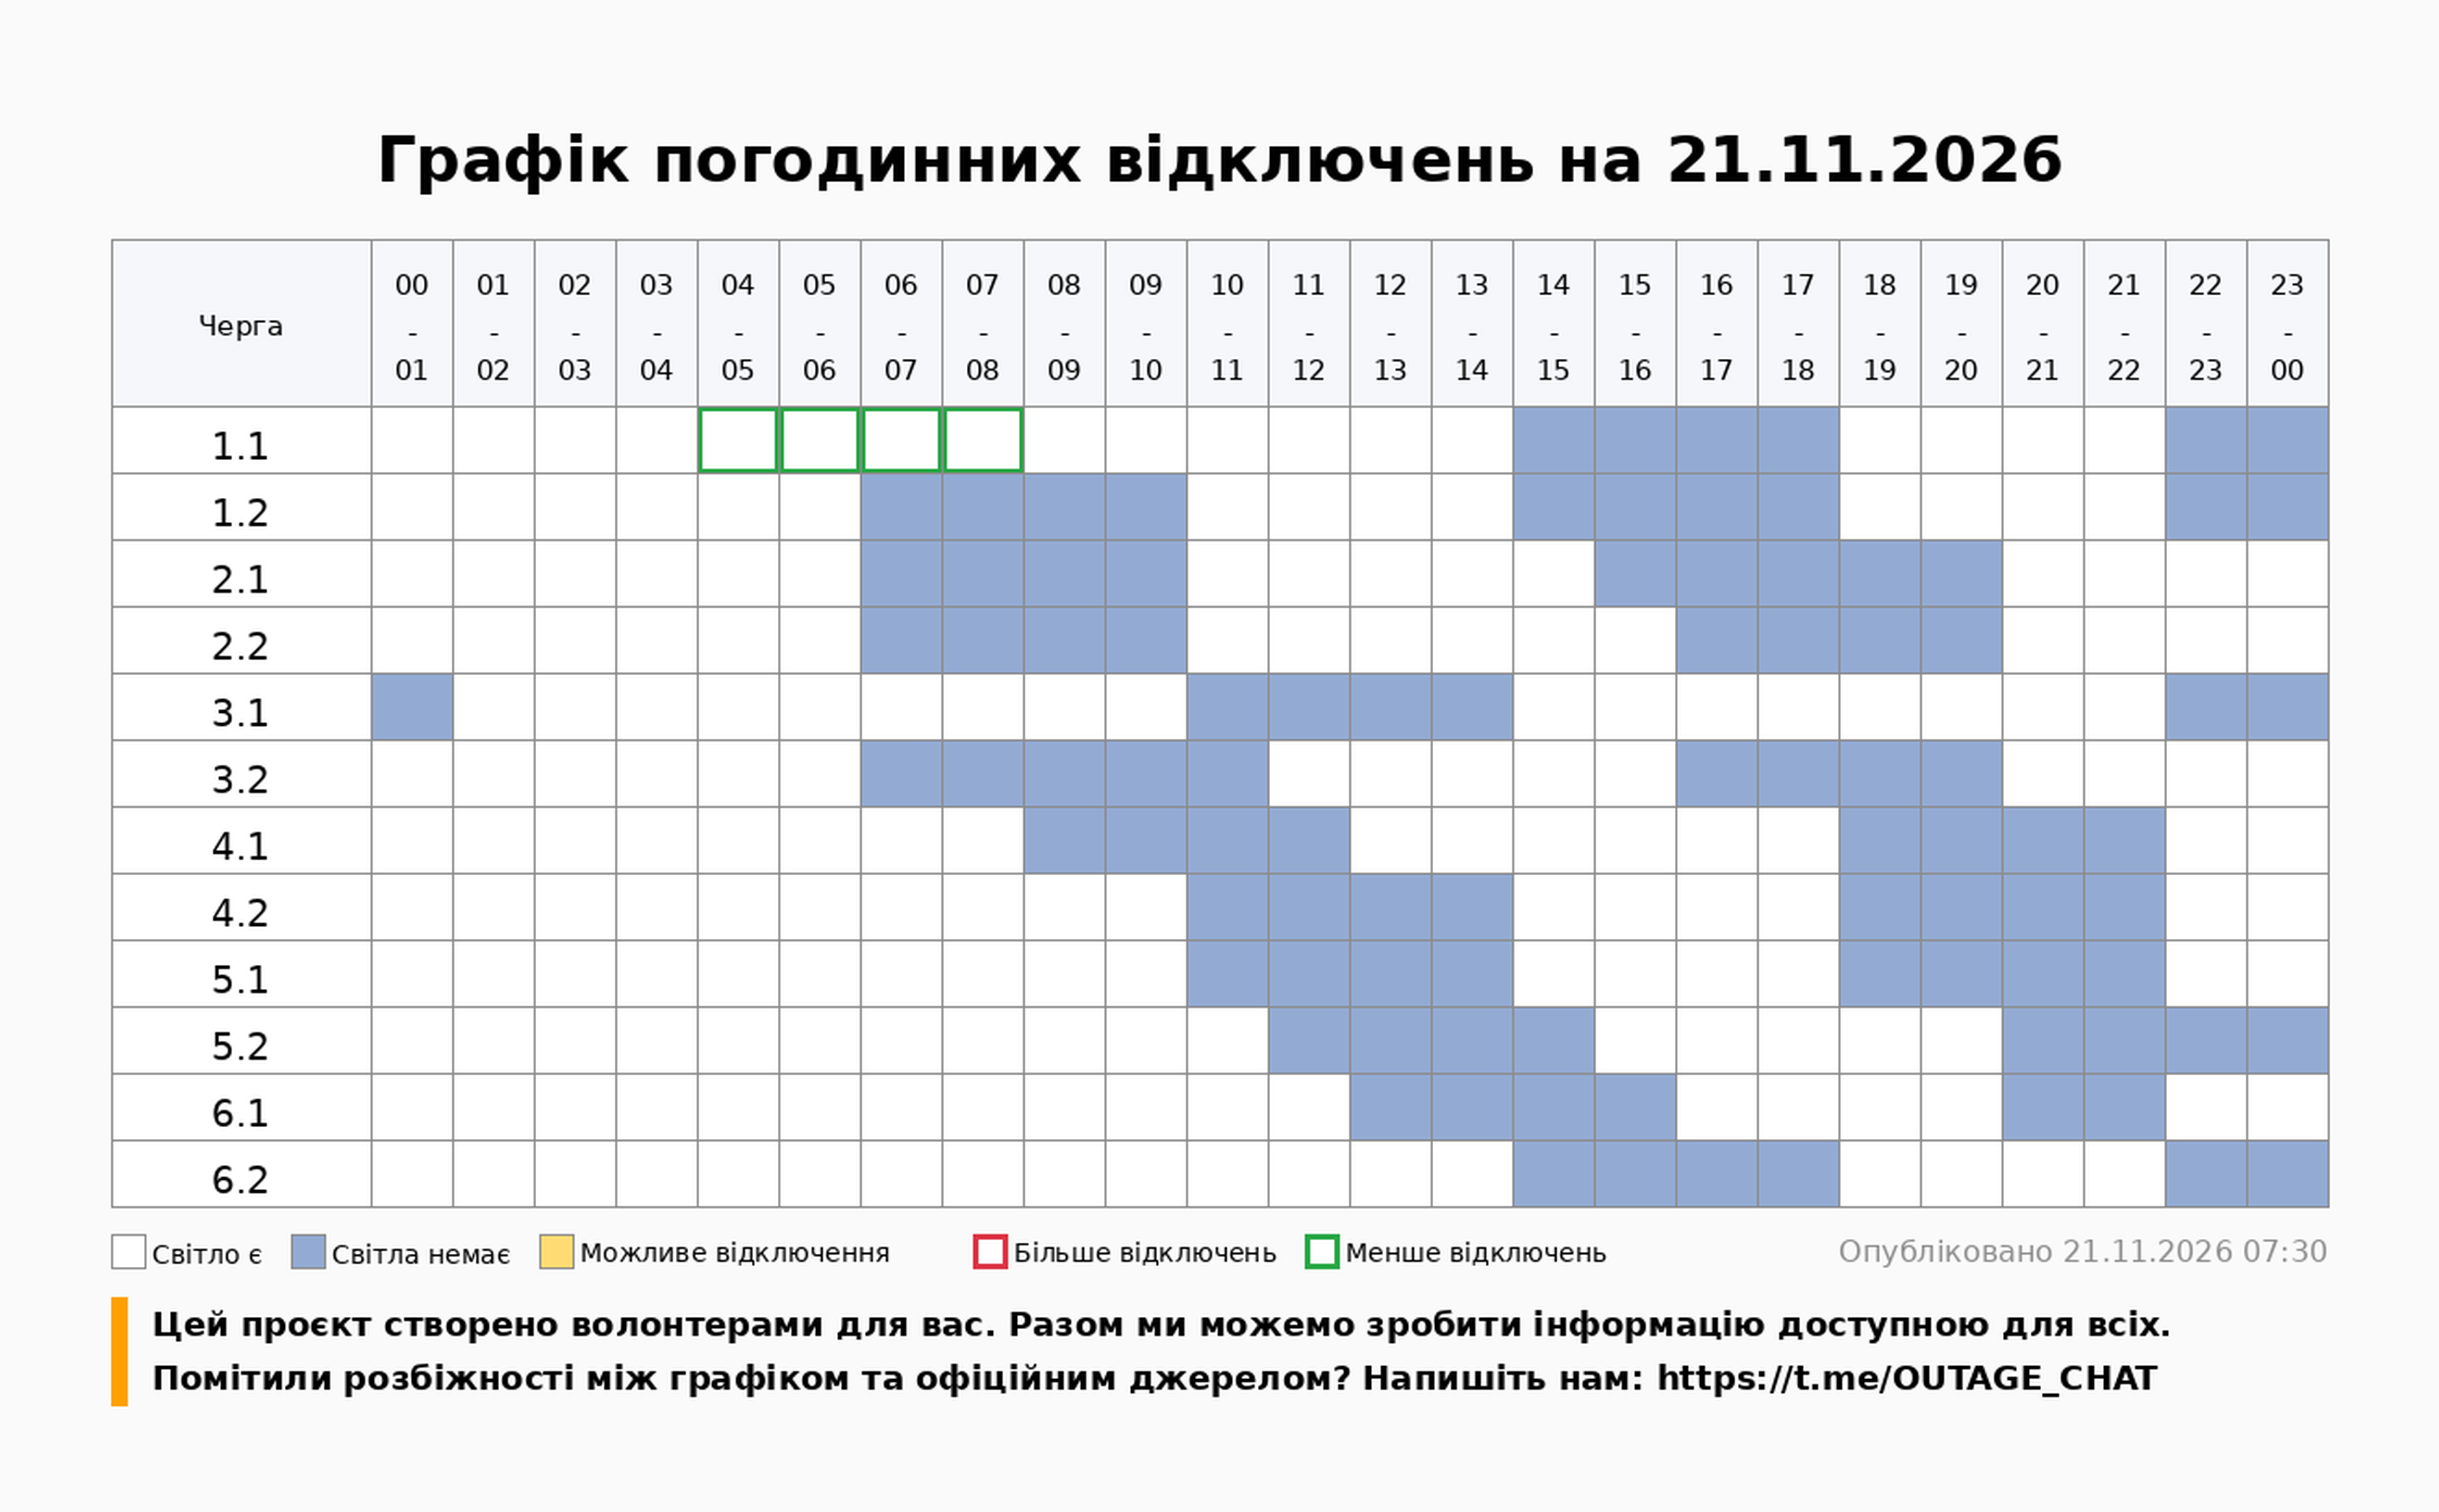 Графік погодинних відключень на 21.11.2026
Черга 00 - 01 01 - 02 02 - 03 03 - 04 04 - 05 05 - 06 06 - 07 07 - 08 08 - 09 09 - 10 10 - 11 11 - 12 12 - 13 13 - 14 14 - 15 15 - 16 16 - 17 17 - 18 18 - 19 19 - 20 20 - 21 21 - 22 22 - 23 23 - 00
1.1
1.2
2.1
2.2
3.1
3.2
4.1
4.2
5.1
5.2
6.1
6.2
Світло є Світла немає Можливе відключення Більше відключень Менше відключень Опубліковано 21.11.2026 07:30
Цей проєкт створено волонтерами для вас. Разом ми можемо зробити інформацію доступною для всіх.
Помітили розбіжності між графіком та офіційним джерелом? Напишіть нам: https://t.me/OUTAGE_CHAT